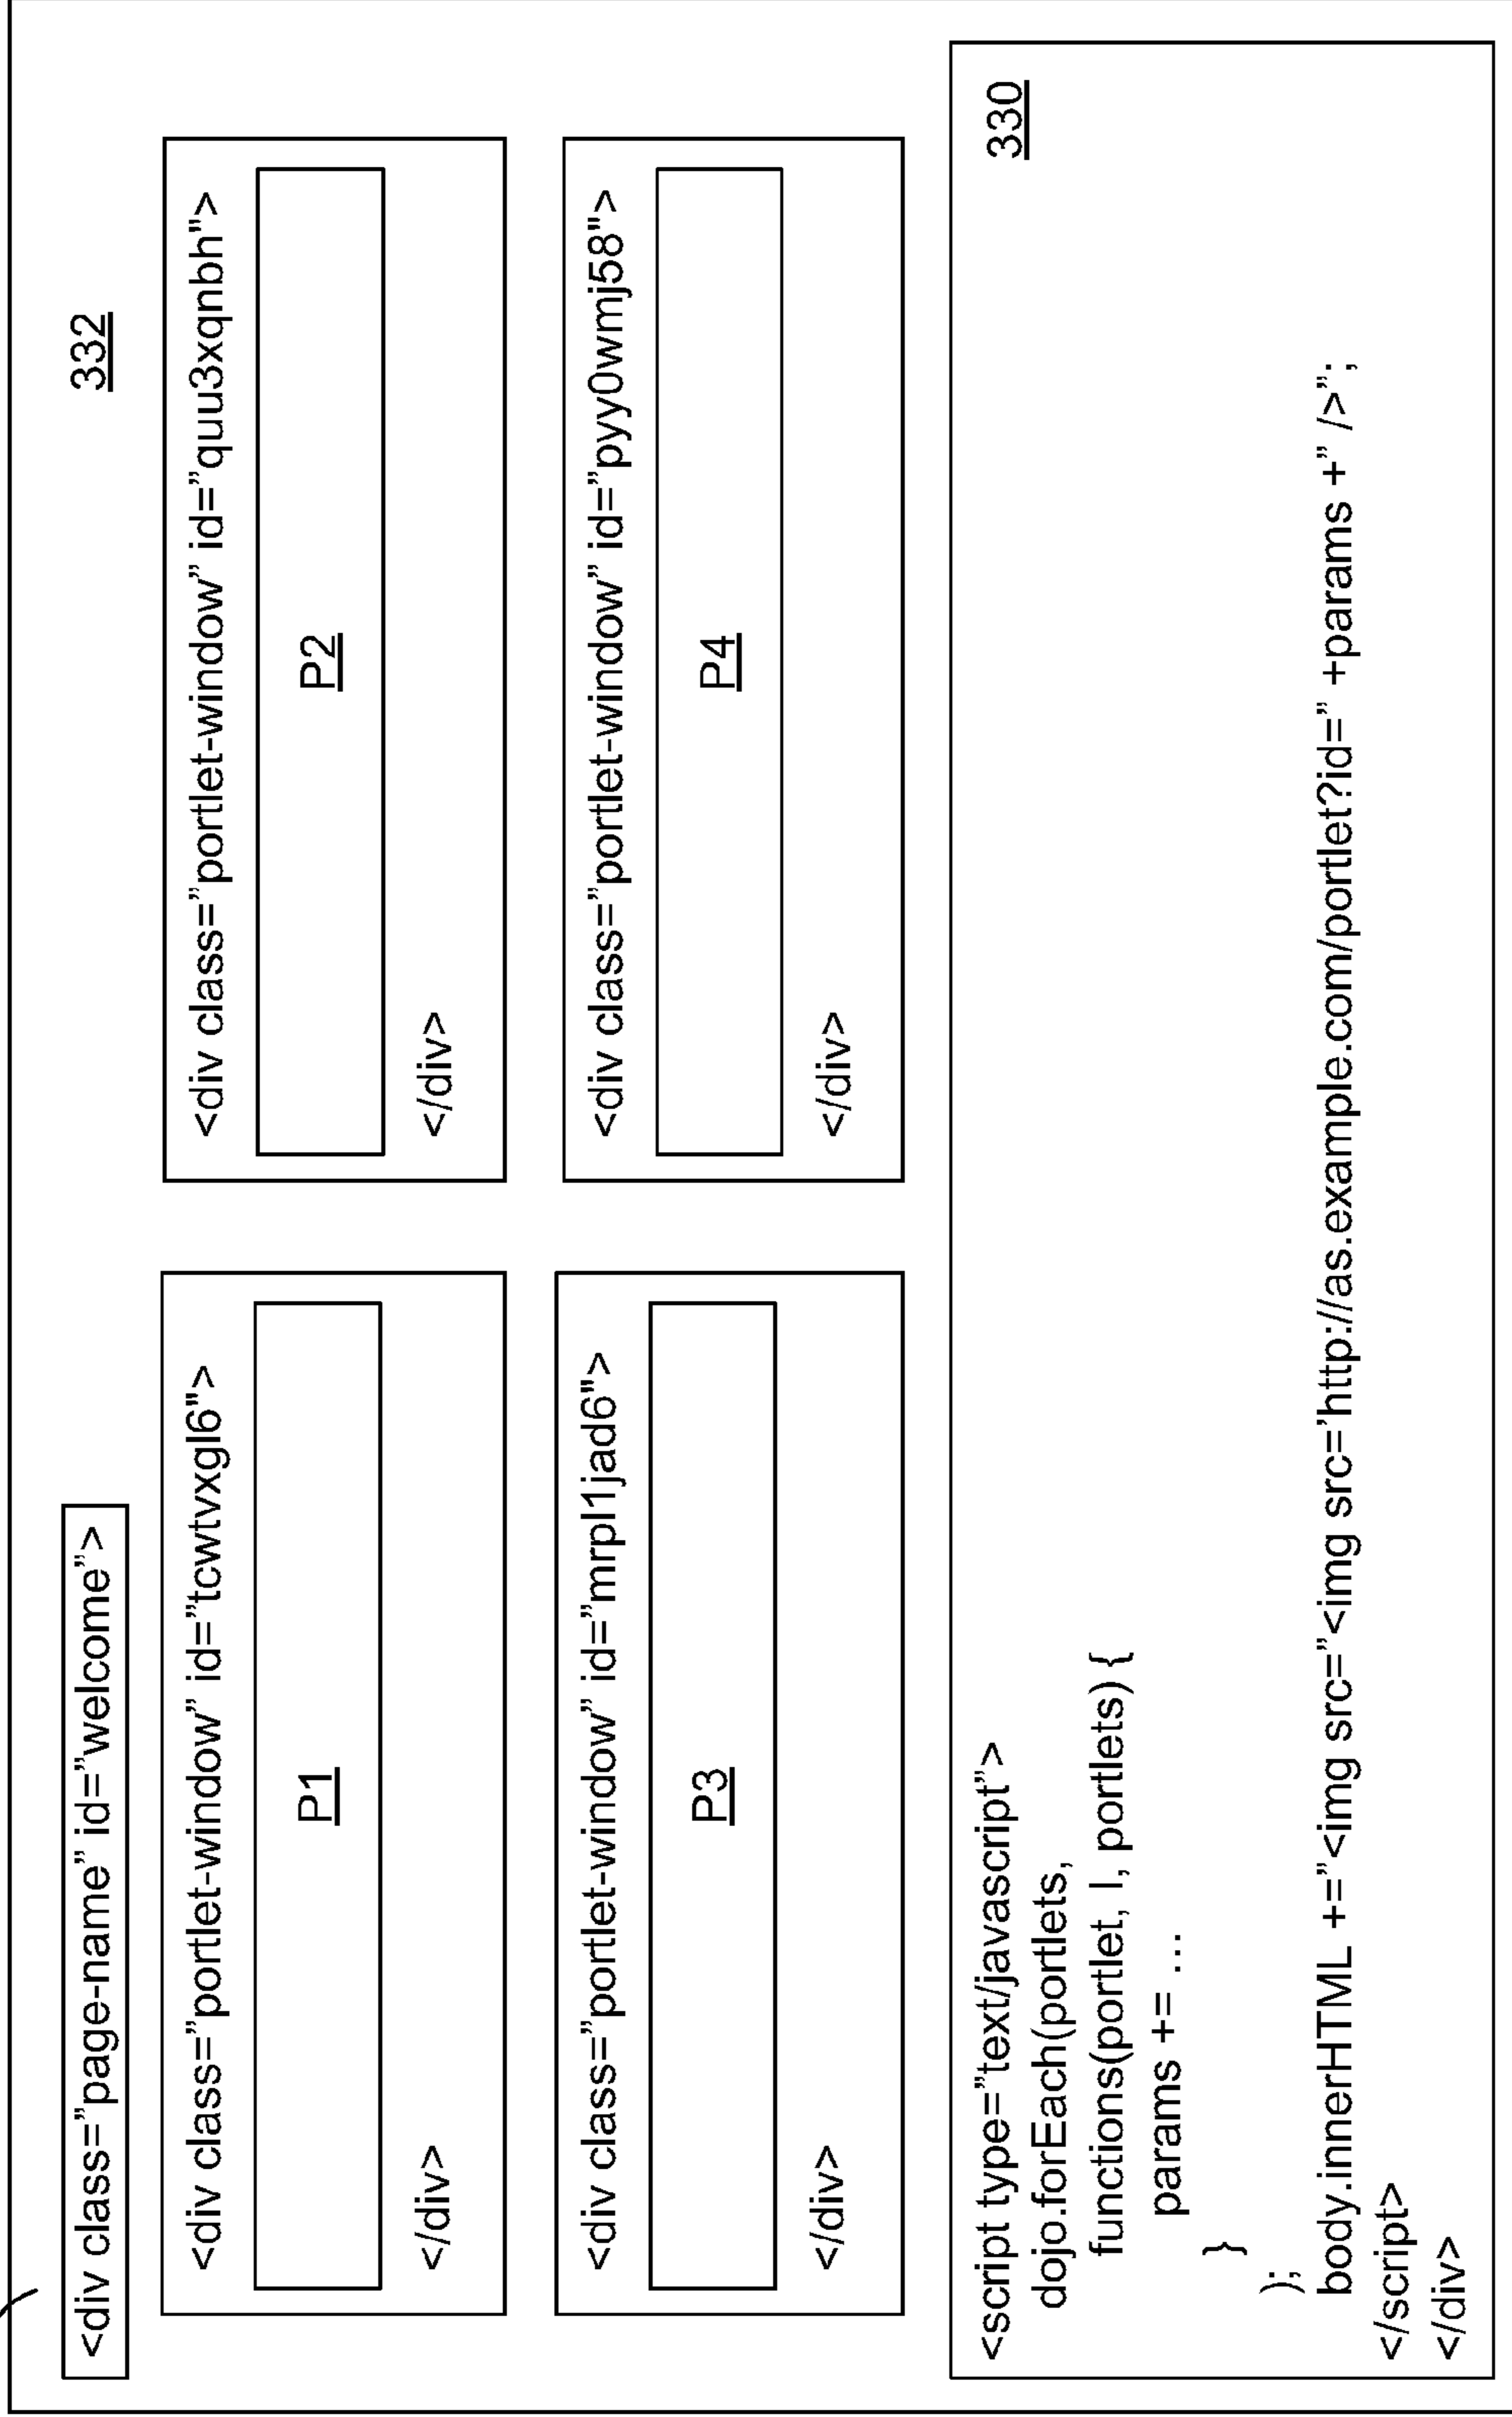 332
<div class=”page-name” id=”welcome”>
<div class=”portlet-window” id=”tcwtvxgl6">
P1
</div>
<div class=”portlet-window” id=”quu3xqnbh">
P2
</div>
<div class=”portlet-window” id=”mrpl1jad6">
P3
</div>
<div class=”portlet-window” id=”pyy0wmj58">
P4
</div>
330
<script type=”text/javascript”>
dojo.forEach(portlets,
functions(portlet, I, portlets) {
params += ...
}
);
body.innerHTML +=”<img src=”<img src=’http://as.example.com/portlet?id=” +params +” />”;
</script>
</div>